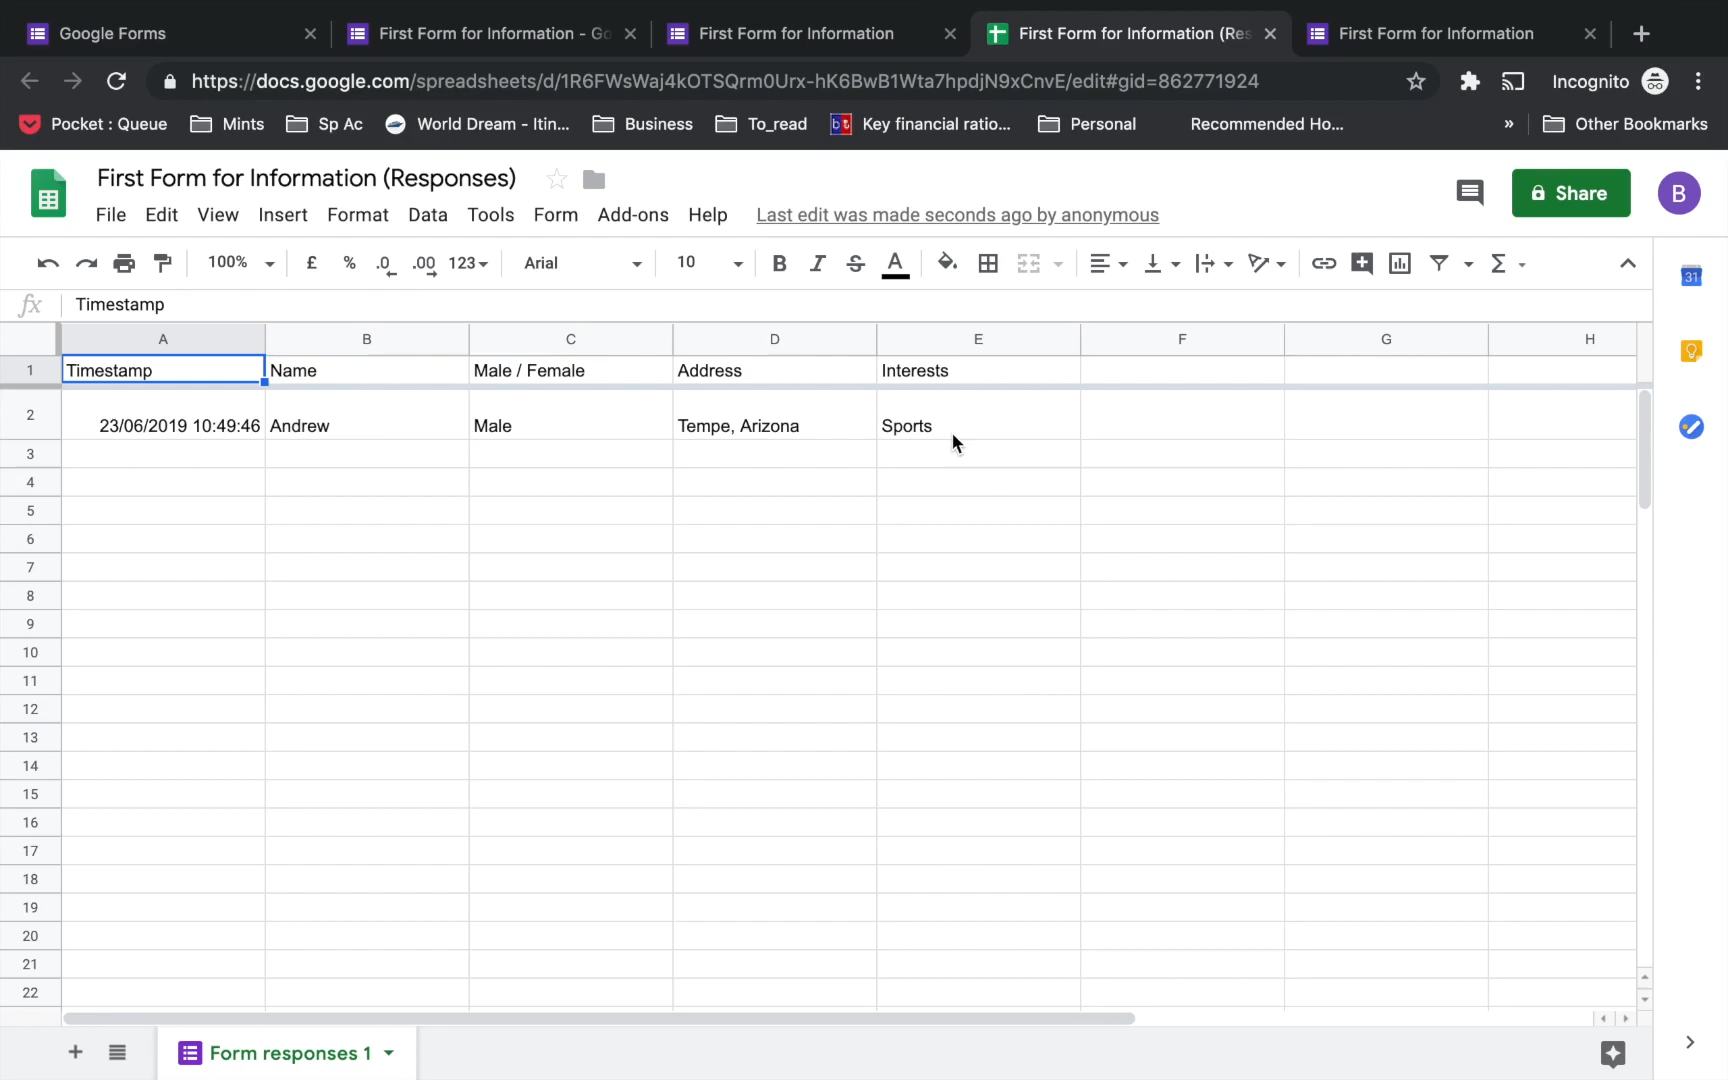 Google Forms
First Form for Information - Go
First Form for Information
First Form for Information (Res
First Form for Information
https://docs.google.com/spreadsheets/d/1R6FWsWaj4kOTSQrm0Urx-hK6BwB1Wta7hpdjN9xCnvE/edit#gid=862771924
Incognito
Pocket : Queue
Mints
Sp Ac
World Dream - Itin...
Business
To_read
Key financial ratio...
Personal
Recommended Ho...
»
Other Bookmarks
First Form for Information (Responses)
File Edit View Insert Format Data Tools Form Add-ons Help
Last edit was made seconds ago by anonymous
Share
B
100% £ % .0 .00 123 Arial 10 B I S A Σ
31
fx Timestamp
A B C D E F G H
1 Timestamp Name Male / Female Address Interests
2 23/06/2019 10:49:46 Andrew Male Tempe, Arizona Sports
3
4
5
6
7
8
9
10
11
12
13
14
15
16
17
18
19
20
21
22
Form responses 1